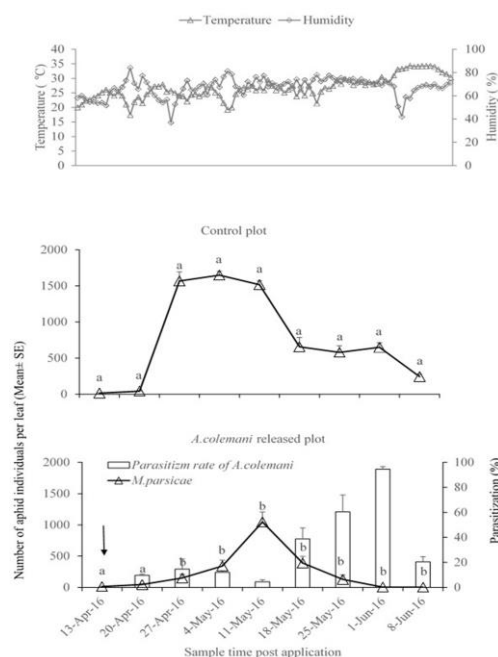 Temperature Humidity
40
35
30
25
20
15
10
5
0
Temperature ( ℃)
100
80
60
40
20
0
Humidity ( %)
Control plot
2000
1500
1000
500
0
a a a a a a a a a
Number of aphid individuals per leaf (Mean± SE)
A.colemani released plot
2000
1500
1000
500
0
Parasitizm rate of A.colemani
M.parsicae
100
80
60
40
20
0
Parasitization (%)
a a b b b b b b b
13-Apr-16 20-Apr-16 27-Apr-16 4-May-16 11-May-16 18-May-16 25-May-16 1-Jun-16 8-Jun-16
Sample time post application